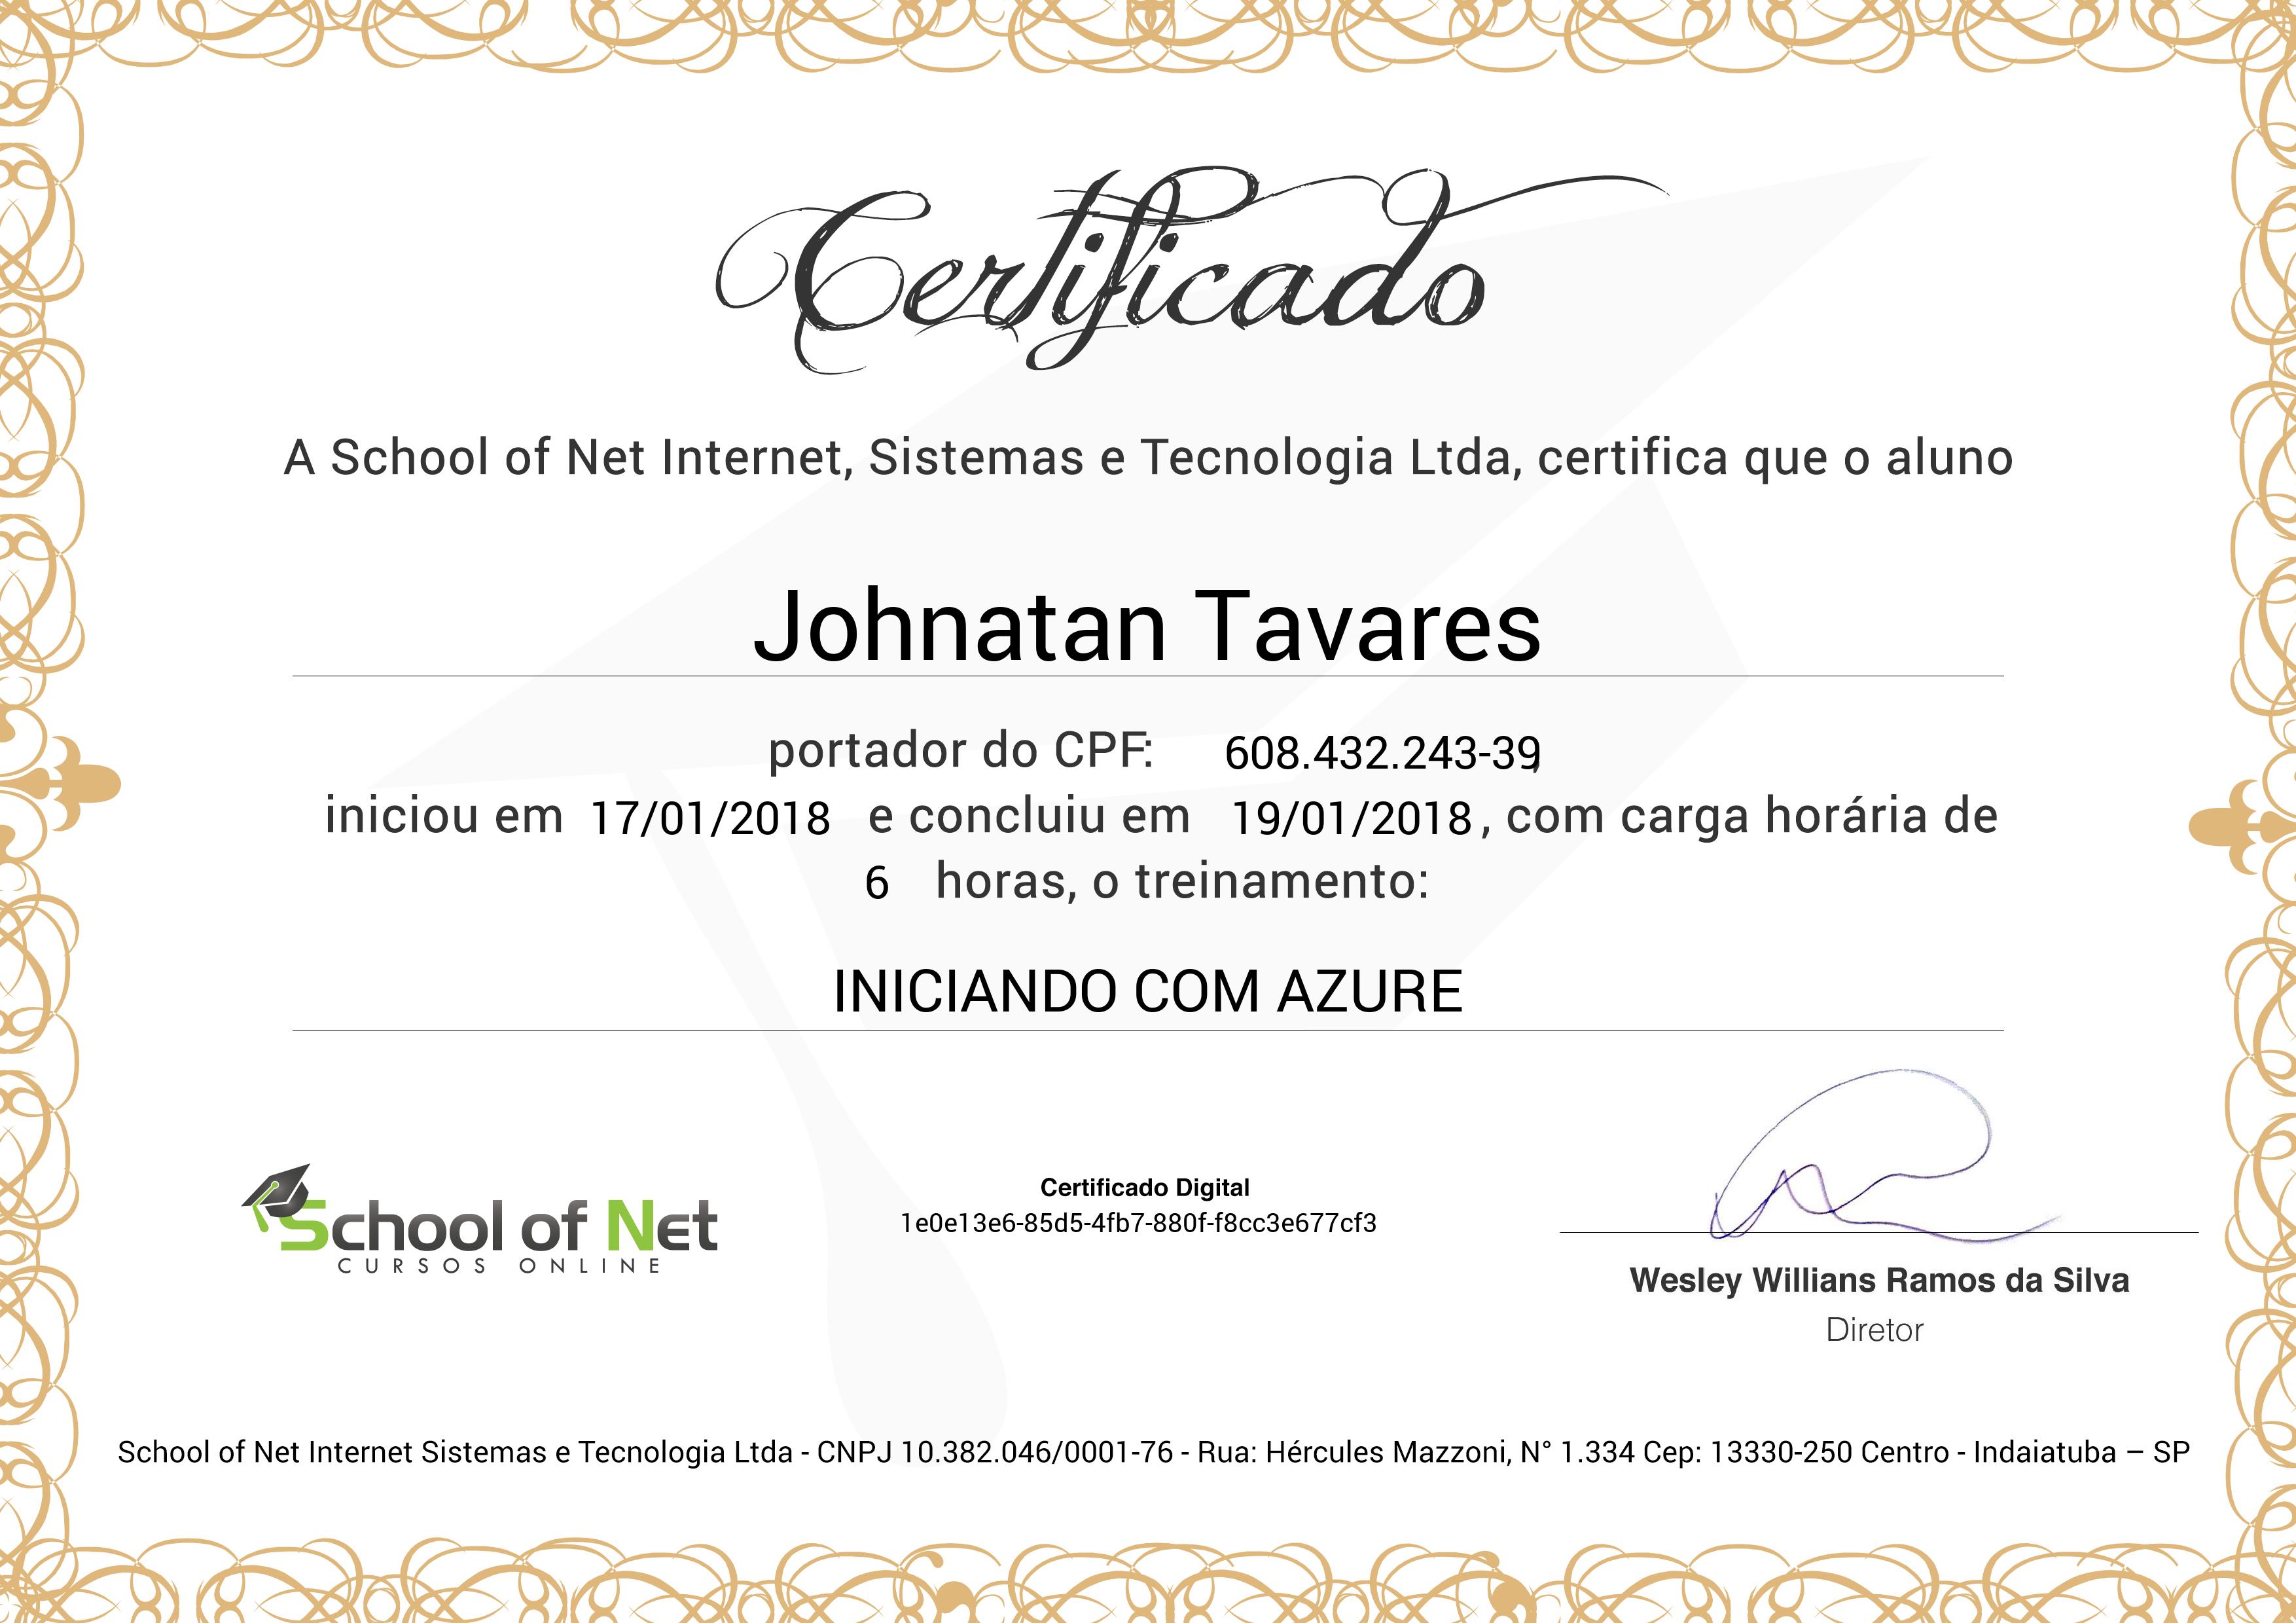 Certificado
A School of Net Internet, Sistemas e Tecnologia Ltda, certifica que o aluno
Johnatan Tavares
portador do CPF: 608.432.243-39,
iniciou em 17/01/2018 e concluiu em 19/01/2018, com carga horária de
6 horas, o treinamento:
INICIANDO COM AZURE
School of Net
CURSOS ONLINE
Certificado Digital
1e0e13e6-85d5-4fb7-880f-f8cc3e677cf3
Wesley Willians Ramos da Silva
Diretor
School of Net Internet Sistemas e Tecnologia Ltda - CNPJ 10.382.046/0001-76 - Rua: Hércules Mazzoni, N° 1.334 Cep: 13330-250 Centro - Indaiatuba – SP